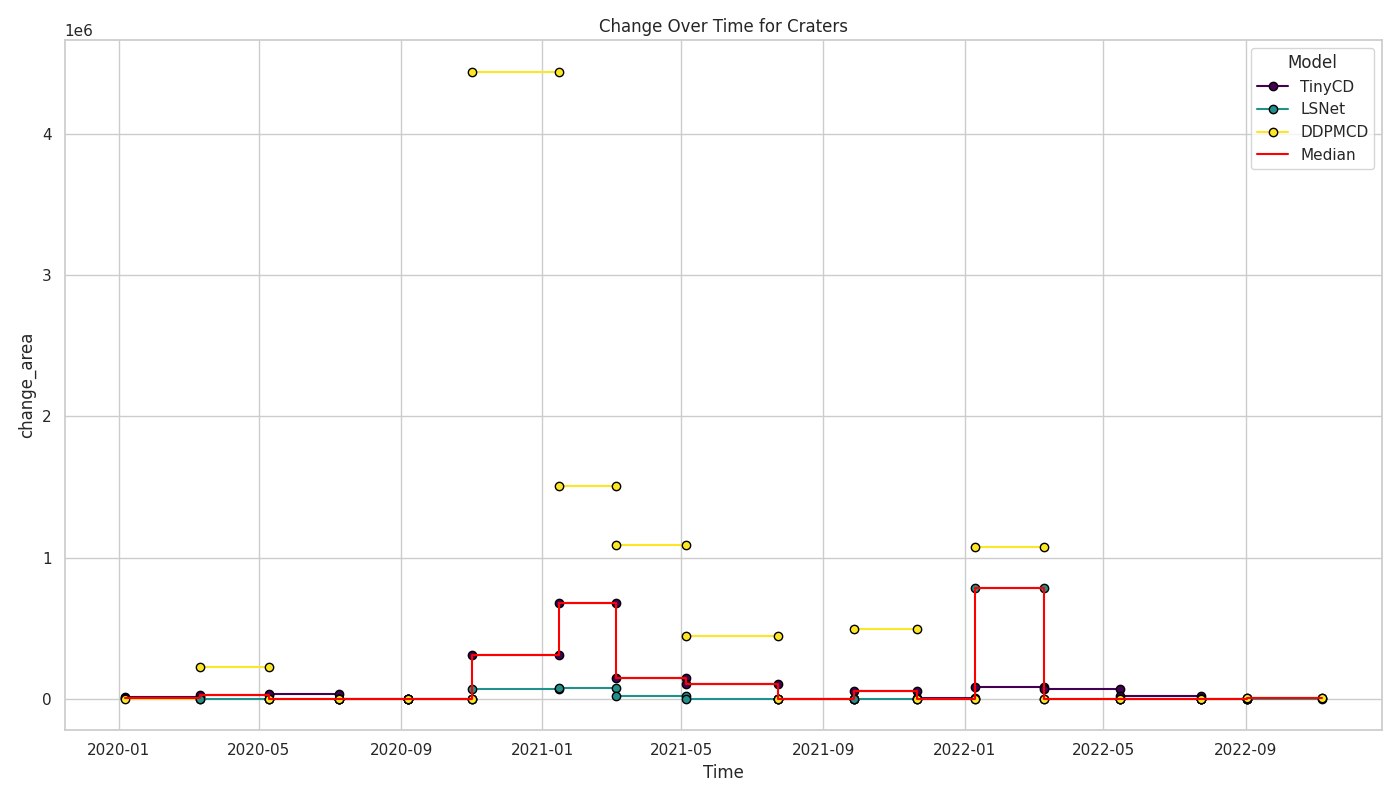 Change Over Time for Craters
1e6
Model
TinyCD
LSNet
DDPMCD
Median
4
3
2
1
0
change_area
2020-01
2020-05
2020-09
2021-01
2021-05
2021-09
2022-01
2022-05
2022-09
Time